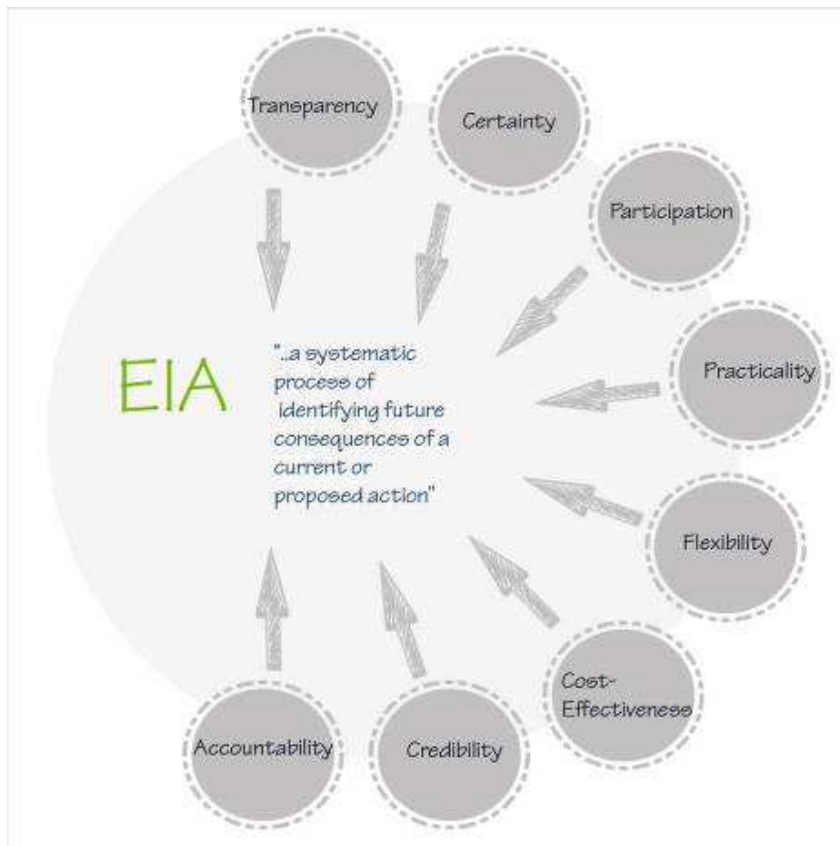 Transparency
Certainty
Participation
Practicality
EIA
"..a systematic
process of
identifying future
consequences of a
current or
proposed action"
Flexibility
Cost-
Effectiveness
Accountability
Credibility